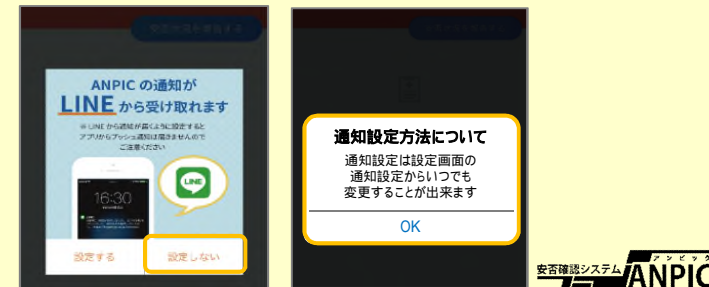 ANPIC の通知が
LINE から受け取れます
※LINE から通知が届くように設定すると
アプリからプッシュ通知は届きませんので
ご注意ください
16:30
LINE
設定する
設定しない
通知設定方法について
通知設定は設定画面の
通知設定からいつでも
変更することが出来ます
OK
安否確認システム
アンピック
ANPIC